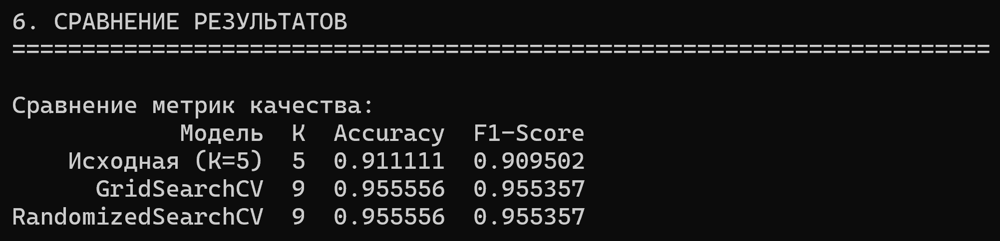 6. СРАВНЕНИЕ РЕЗУЛЬТАТОВ
======================================================================
Сравнение метрик качества:
Модель K Accuracy F1-Score
Исходная (K=5) 5 0.911111 0.909502
GridSearchCV 9 0.955556 0.955357
RandomizedSearchCV 9 0.955556 0.955357